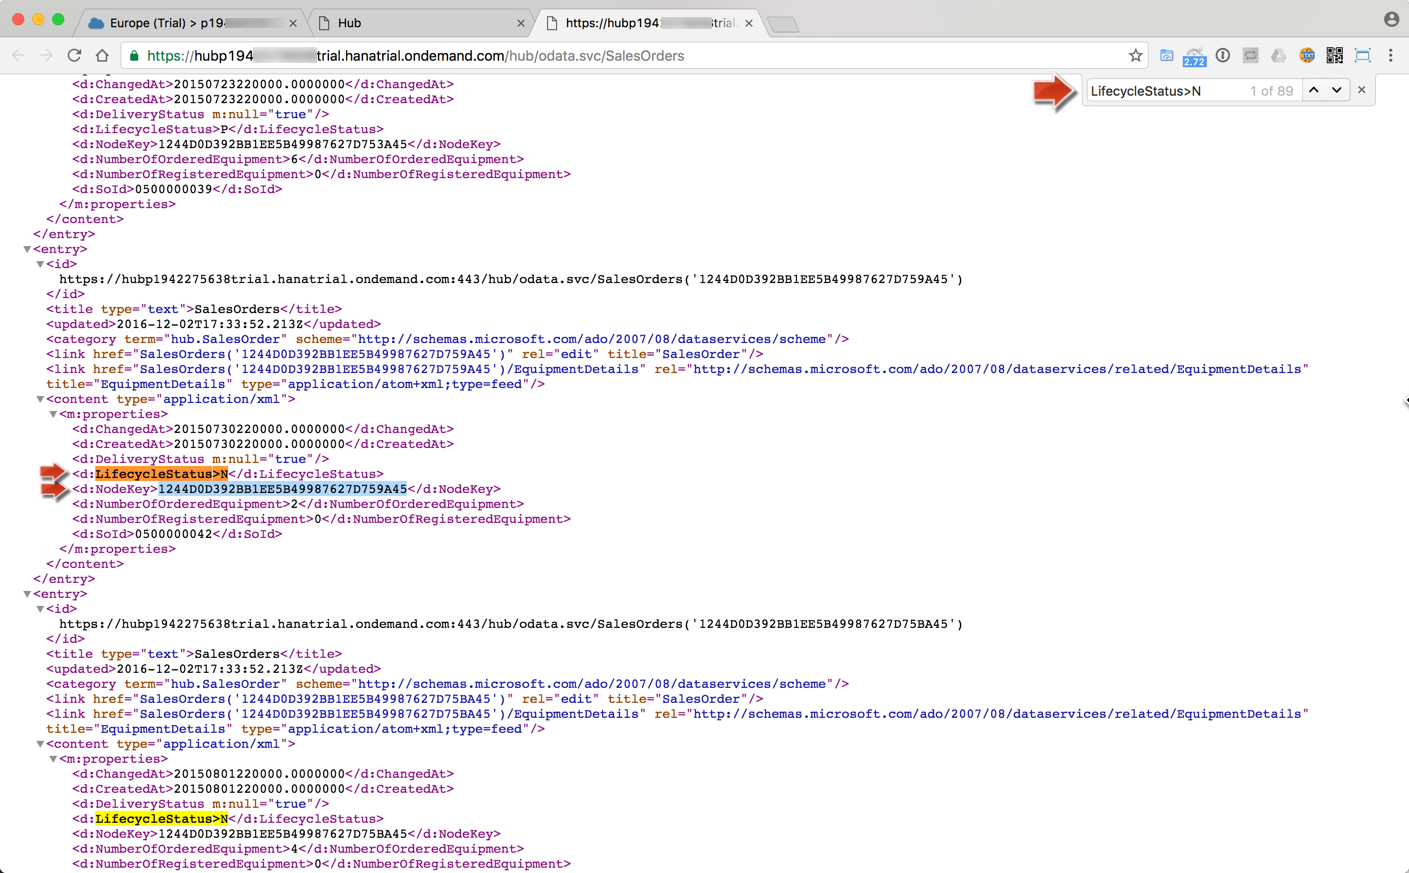 Europe (Trial) > p19
Hub
https://hubp194 trial.
https://hubp194 trial.hanatrial.ondemand.com/hub/odata.svc/SalesOrders
2.72
LifecycleStatus>N 1 of 89
<d:ChangedAt>20150723220000.0000000</d:ChangedAt>
<d:CreatedAt>20150723220000.0000000</d:CreatedAt>
<d:DeliveryStatus m:null="true"/>
<d:LifecycleStatus>P</d:LifecycleStatus>
<d:NodeKey>1244D0D392BB1EE5B49987627D753A45</d:NodeKey>
<d:NumberOfOrderedEquipment>6</d:NumberOfOrderedEquipment>
<d:NumberOfRegisteredEquipment>0</d:NumberOfRegisteredEquipment>
<d:SoId>0500000039</d:SoId>
</m:properties>
</content>
</entry>
<entry>
<id>
https://hubp1942275638trial.hanatrial.ondemand.com:443/hub/odata.svc/SalesOrders('1244D0D392BB1EE5B49987627D759A45')
</id>
<title type="text">SalesOrders</title>
<updated>2016-12-02T17:33:52.213Z</updated>
<category term="hub.SalesOrder" scheme="http://schemas.microsoft.com/ado/2007/08/dataservices/scheme"/>
<link href="SalesOrders('1244D0D392BB1EE5B49987627D759A45')" rel="edit" title="SalesOrder"/>
<link href="SalesOrders('1244D0D392BB1EE5B49987627D759A45')/EquipmentDetails" rel="http://schemas.microsoft.com/ado/2007/08/dataservices/related/EquipmentDetails"
title="EquipmentDetails" type="application/atom+xml;type=feed"/>
<content type="application/xml">
<m:properties>
<d:ChangedAt>20150730220000.0000000</d:ChangedAt>
<d:CreatedAt>20150730220000.0000000</d:CreatedAt>
<d:DeliveryStatus m:null="true"/>
<d:LifecycleStatus>N</d:LifecycleStatus>
<d:NodeKey>1244D0D392BB1EE5B49987627D759A45</d:NodeKey>
<d:NumberOfOrderedEquipment>2</d:NumberOfOrderedEquipment>
<d:NumberOfRegisteredEquipment>0</d:NumberOfRegisteredEquipment>
<d:SoId>0500000042</d:SoId>
</m:properties>
</content>
</entry>
<entry>
<id>
https://hubp1942275638trial.hanatrial.ondemand.com:443/hub/odata.svc/SalesOrders('1244D0D392BB1EE5B49987627D75BA45')
</id>
<title type="text">SalesOrders</title>
<updated>2016-12-02T17:33:52.213Z</updated>
<category term="hub.SalesOrder" scheme="http://schemas.microsoft.com/ado/2007/08/dataservices/scheme"/>
<link href="SalesOrders('1244D0D392BB1EE5B49987627D75BA45')" rel="edit" title="SalesOrder"/>
<link href="SalesOrders('1244D0D392BB1EE5B49987627D75BA45')/EquipmentDetails" rel="http://schemas.microsoft.com/ado/2007/08/dataservices/related/EquipmentDetails"
title="EquipmentDetails" type="application/atom+xml;type=feed"/>
<content type="application/xml">
<m:properties>
<d:ChangedAt>20150801220000.0000000</d:ChangedAt>
<d:CreatedAt>20150801220000.0000000</d:CreatedAt>
<d:DeliveryStatus m:null="true"/>
<d:LifecycleStatus>N</d:LifecycleStatus>
<d:NodeKey>1244D0D392BB1EE5B49987627D75BA45</d:NodeKey>
<d:NumberOfOrderedEquipment>4</d:NumberOfOrderedEquipment>
<d:NumberOfRegisteredEquipment>0</d:NumberOfRegisteredEquipment>